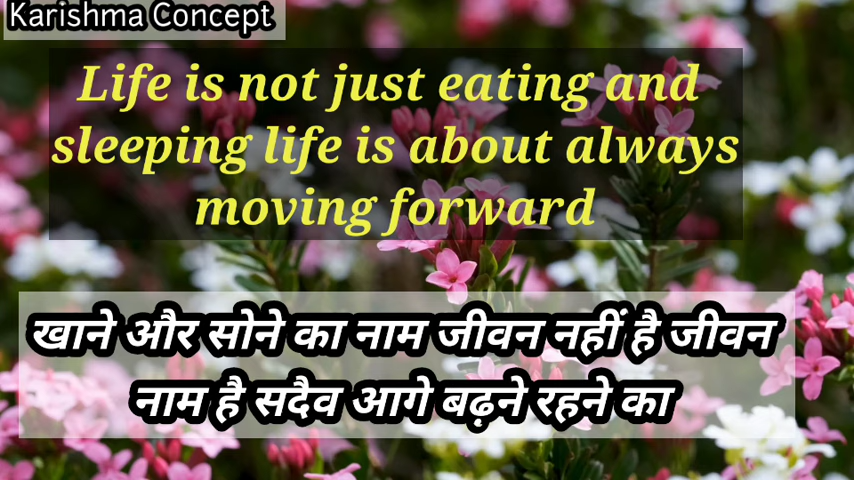 Karishma Concept
Life is not just eating and
sleeping life is about always
moving forward
खाने और सोने का नाम जीवन नहीं है जीवन
नाम है सदैव आगे बढ़ने रहने का